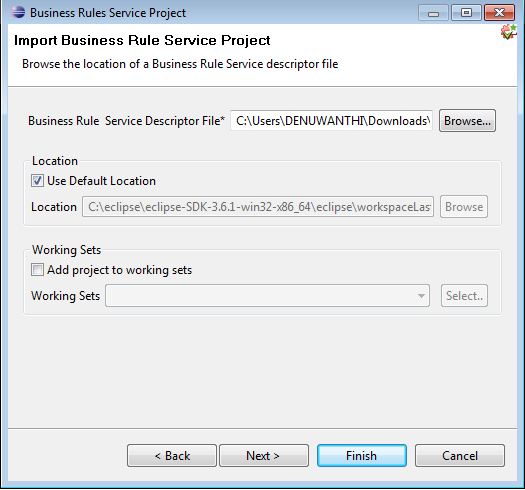 Business Rules Service Project
Import Business Rule Service Project
Browse the location of a Business Rule Service descriptor file
Business Rule Service Descriptor File* C:\Users\DENUWANTHI\Downloads\ Browse...
Location
Use Default Location
Location C:\eclipse\eclipse-SDK-3.6.1-win32-x86_64\eclipse\workspaceLas Browse
Working Sets
Add project to working sets
Working Sets Select..
< Back Next > Finish Cancel